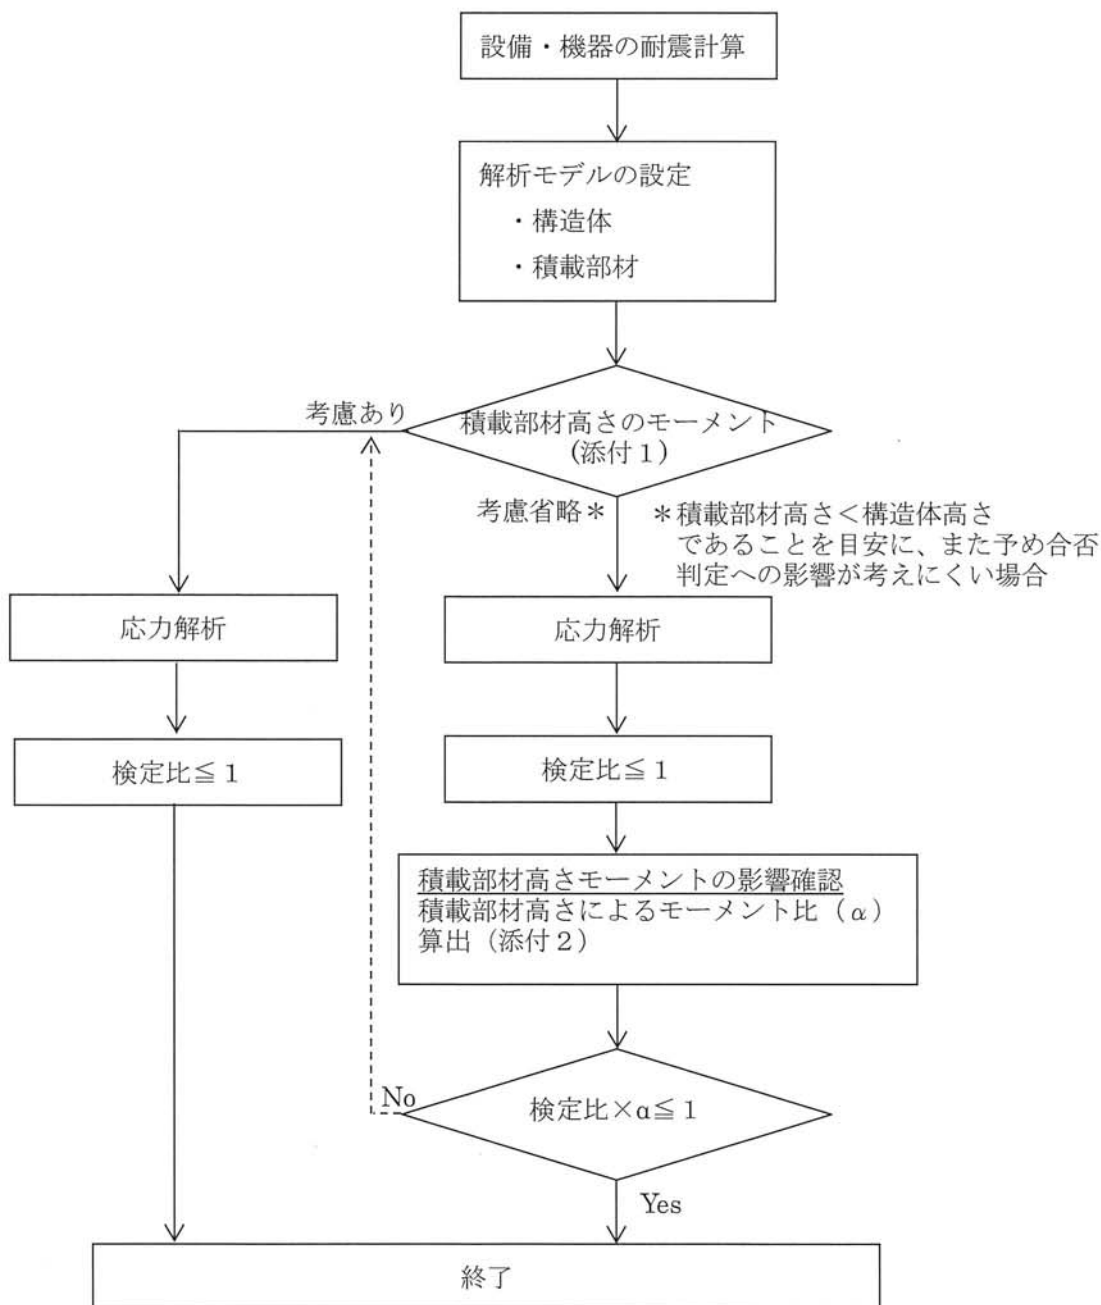 設備・機器の耐震計算
解析モデルの設定
・構造体
・積載部材
考慮あり
積載部材高さのモーメント
(添付１)
考慮省略＊
＊積載部材高さ＜構造体高さ
であることを目安に、また予め合否
判定への影響が考えにくい場合
応力解析
応力解析
検定比≦１
検定比≦１
積載部材高さモーメントの影響確認
積載部材高さによるモーメント比（α）
算出（添付２）
No
検定比×α≦１
Yes
終了